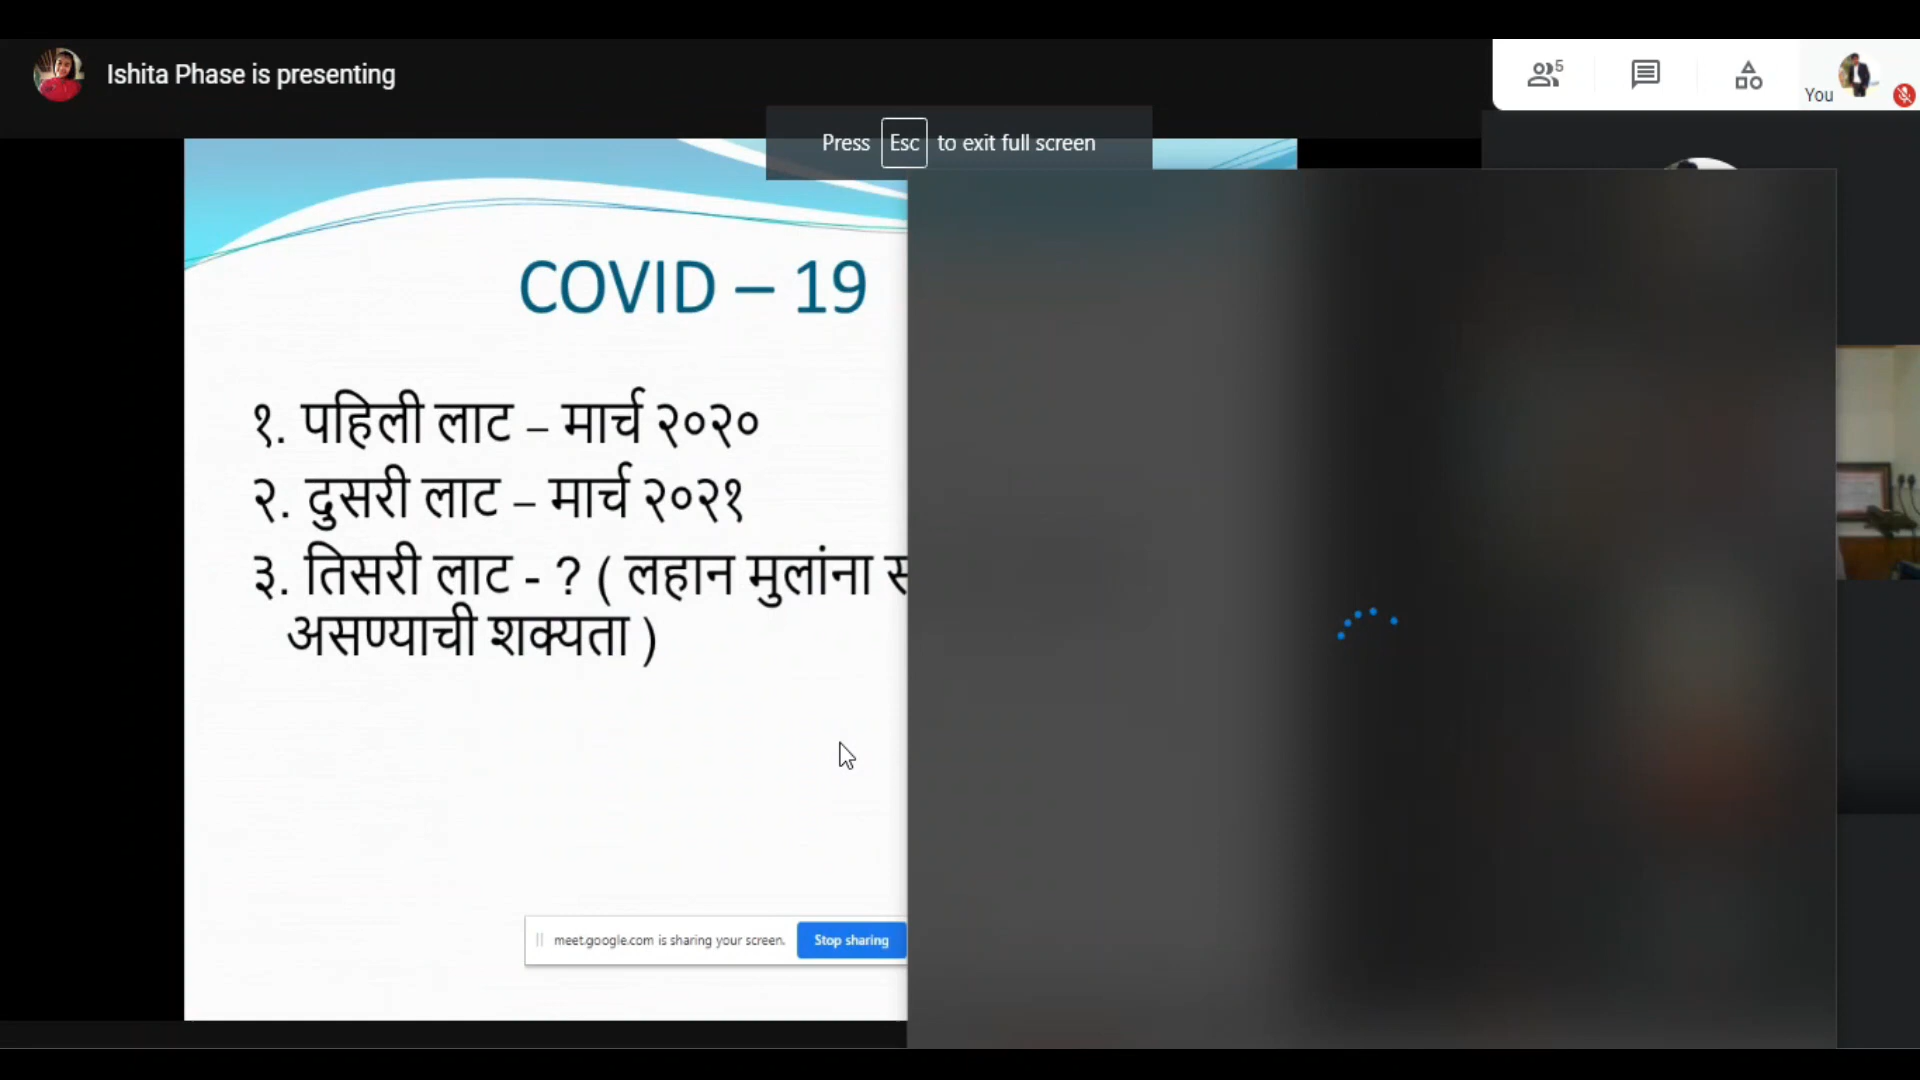 Ishita Phase is presenting
5
You
Press Esc to exit full screen
COVID – 19
१. पहिली लाट – मार्च २०२०
२. दुसरी लाट – मार्च २०२१
३. तिसरी लाट - ? ( लहान मुलांना
असण्याची शक्यता )
meet.google.com is sharing your screen.
Stop sharing